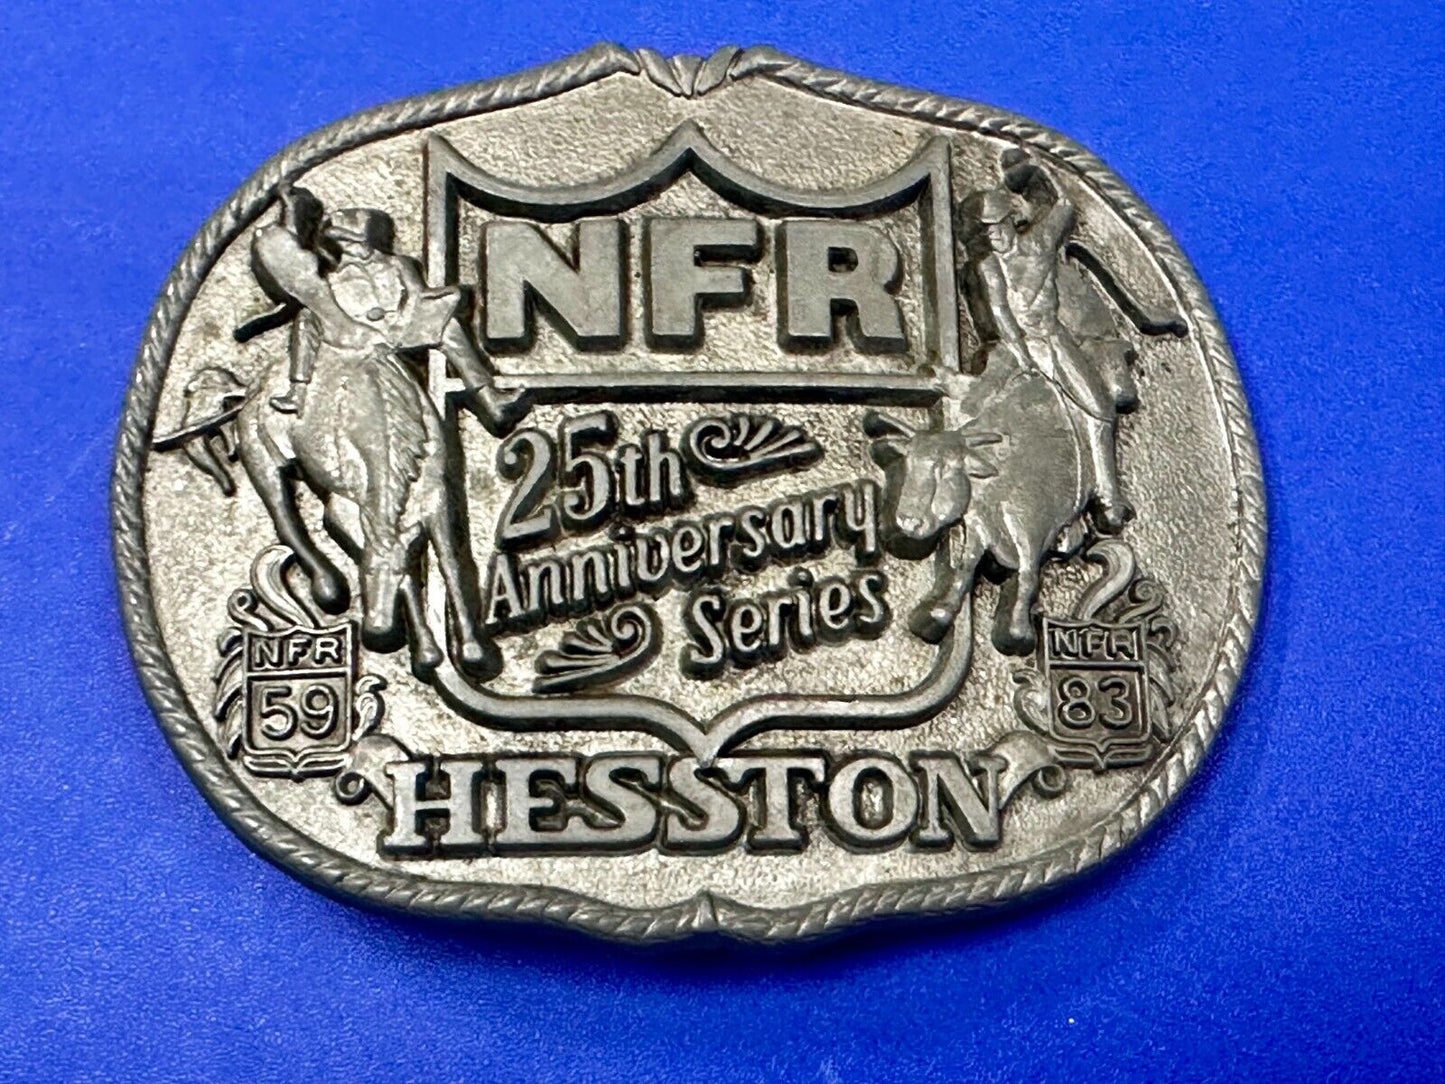 NFR
25th
Anniversary
Series
NFR
59
NFR
83
HESSTON